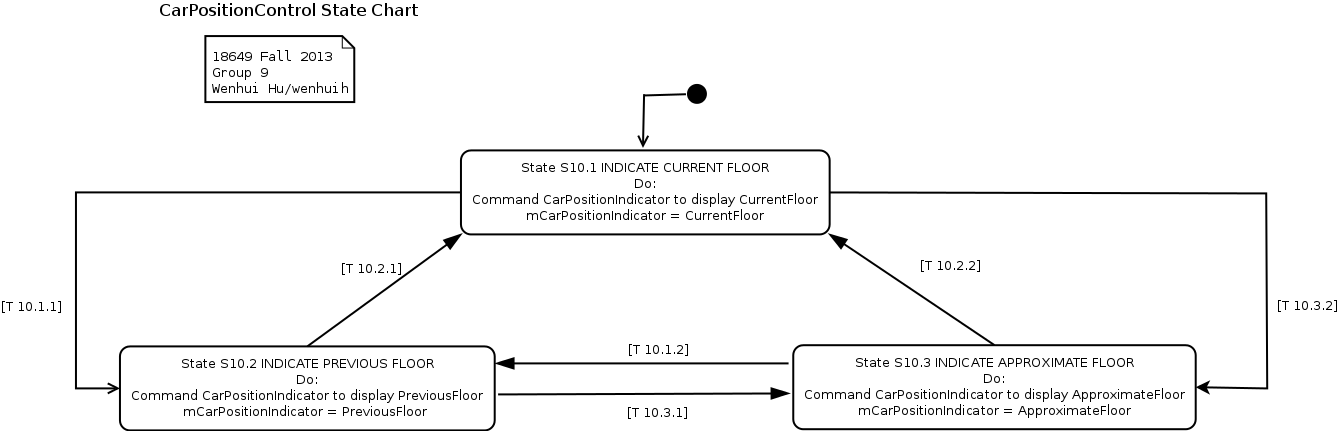 CarPositionControl State Chart
18649 Fall 2013
Group 9
Wenhui Hu/wenhuih
State S10.1 INDICATE CURRENT FLOOR
Do:
Command CarPositionIndicator to display CurrentFloor
mCarPositionIndicator = CurrentFloor
[T 10.2.1]
[T 10.2.2]
[T 10.1.1]
[T 10.3.2]
State S10.2 INDICATE PREVIOUS FLOOR
Do:
Command CarPositionIndicator to display PreviousFloor
mCarPositionIndicator = PreviousFloor
[T 10.1.2]
[T 10.3.1]
State S10.3 INDICATE APPROXIMATE FLOOR
Do:
Command CarPositionIndicator to display ApproximateFloor
mCarPositionIndicator = ApproximateFloor